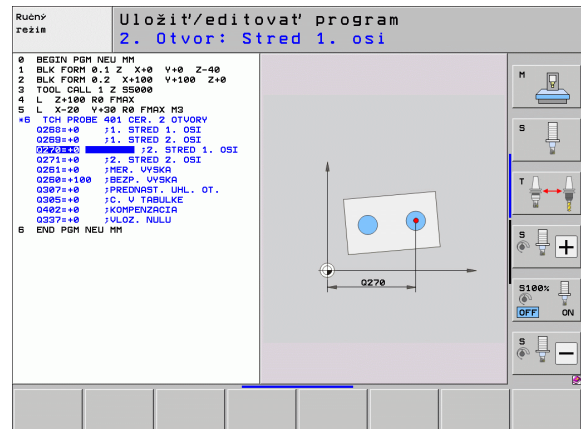 Ručný
režim
Uložiť/editovať program
2. Otvor: Stred 1. osi
0 BEGIN PGM NEU MM
1 BLK FORM 0.1 Z X+0 Y+0 Z-40
2 BLK FORM 0.2 X+100 Y+100 Z+0
3 TOOL CALL 1 Z S5000
4 L Z+100 R0 FMAX
5 L X-20 Y+30 R0 FMAX M3
*6 TCH PROBE 401 CER. 2 OTVORY
Q268=+0 ;1. STRED 1. OSI
Q269=+0 ;1. STRED 2. OSI
Q270=+0 ;2. STRED 1. OSI
Q271=+0 ;2. STRED 2. OSI
Q261=+0 ;MER. VYSKA
Q260=+100 ;BEZP. VYSKA
Q307=+0 ;PREDNAST. UHL. OT.
Q305=+0 ;C. V TABULKE
Q402=+0 ;KOMPENZACIA
Q337=+0 ;VLOZ. NULU
6 END PGM NEU MM
Q270
M
S
T
S
S100%
OFF ON
S